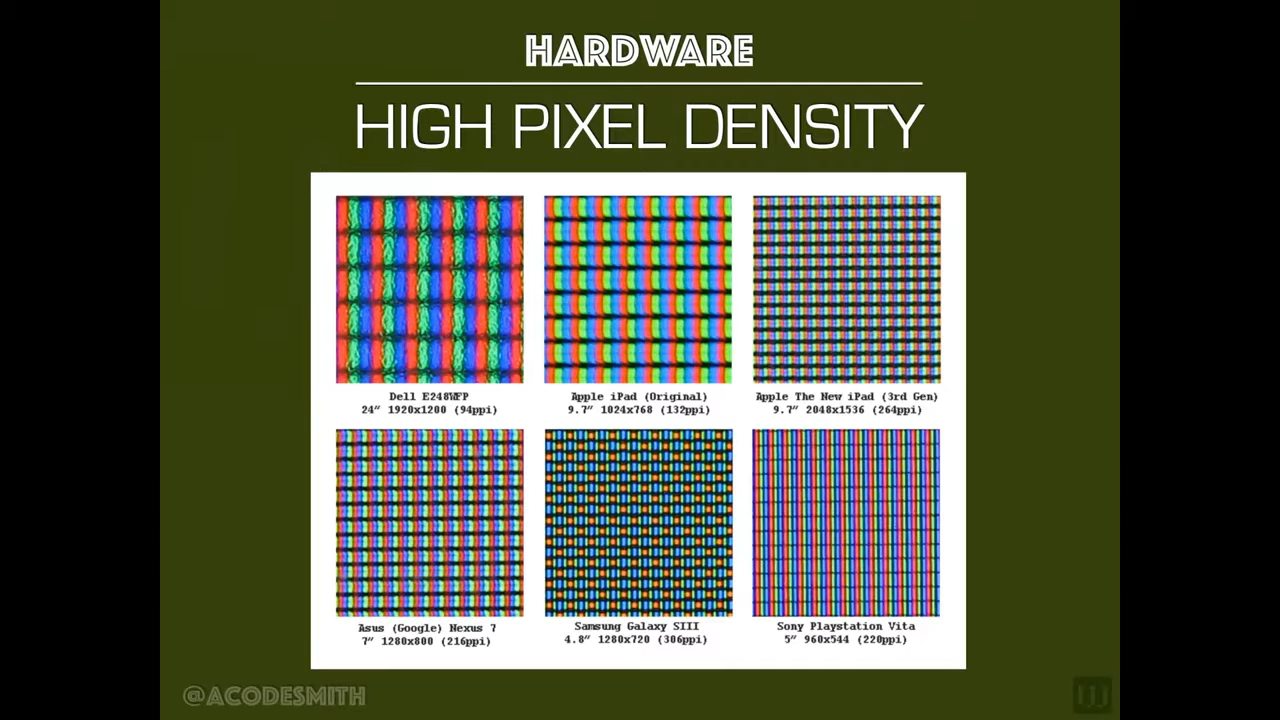 HARDWARE
HIGH PIXEL DENSITY
Dell E248WFP
24″ 1920x1200 (94ppi)
Apple iPad (Original)
9.7″ 1024x768 (132ppi)
Apple The New iPad (3rd Gen)
9.7″ 2048x1536 (264ppi)
Asus (Google) Nexus 7
7″ 1280x800 (216ppi)
Samsung Galaxy SIII
4.8″ 1280x720 (306ppi)
Sony Playstation Vita
5″ 960x544 (220ppi)
@ACODESMITH